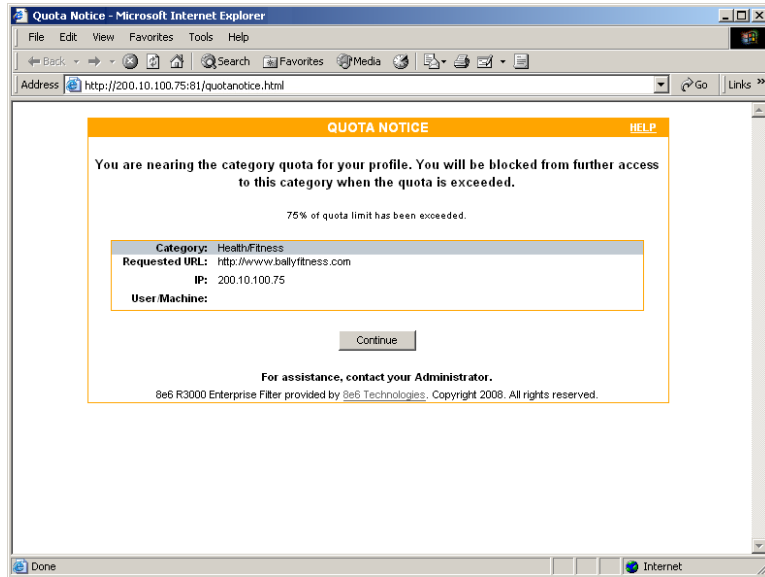 Quota Notice - Microsoft Internet Explorer
File Edit View Favorites Tools Help
Back Search Favorites Media
Address http://200.10.100.75:81/quotanotice.html Go Links »
QUOTA NOTICE HELP
You are nearing the category quota for your profile. You will be blocked from further access
to this category when the quota is exceeded.
75% of quota limit has been exceeded.
Category: Health/Fitness
Requested URL: http://www.ballyfitness.com
IP: 200.10.100.75
User/Machine:
Continue
For assistance, contact your Administrator.
8e6 R3000 Enterprise Filter provided by 8e6 Technologies. Copyright 2008. All rights reserved.
Done Internet